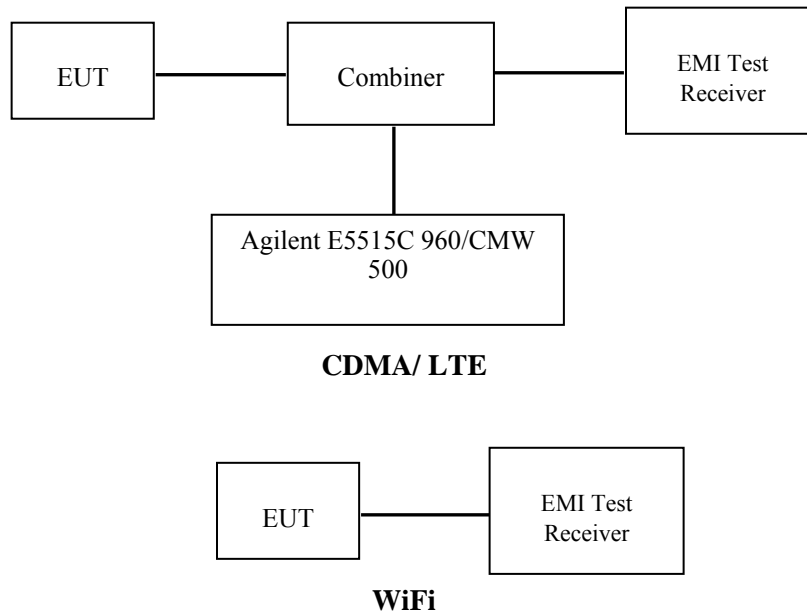 EUT
Combiner
EMI Test
Receiver
Agilent E5515C 960/CMW
500
CDMA/ LTE
EUT
EMI Test
Receiver
WiFi